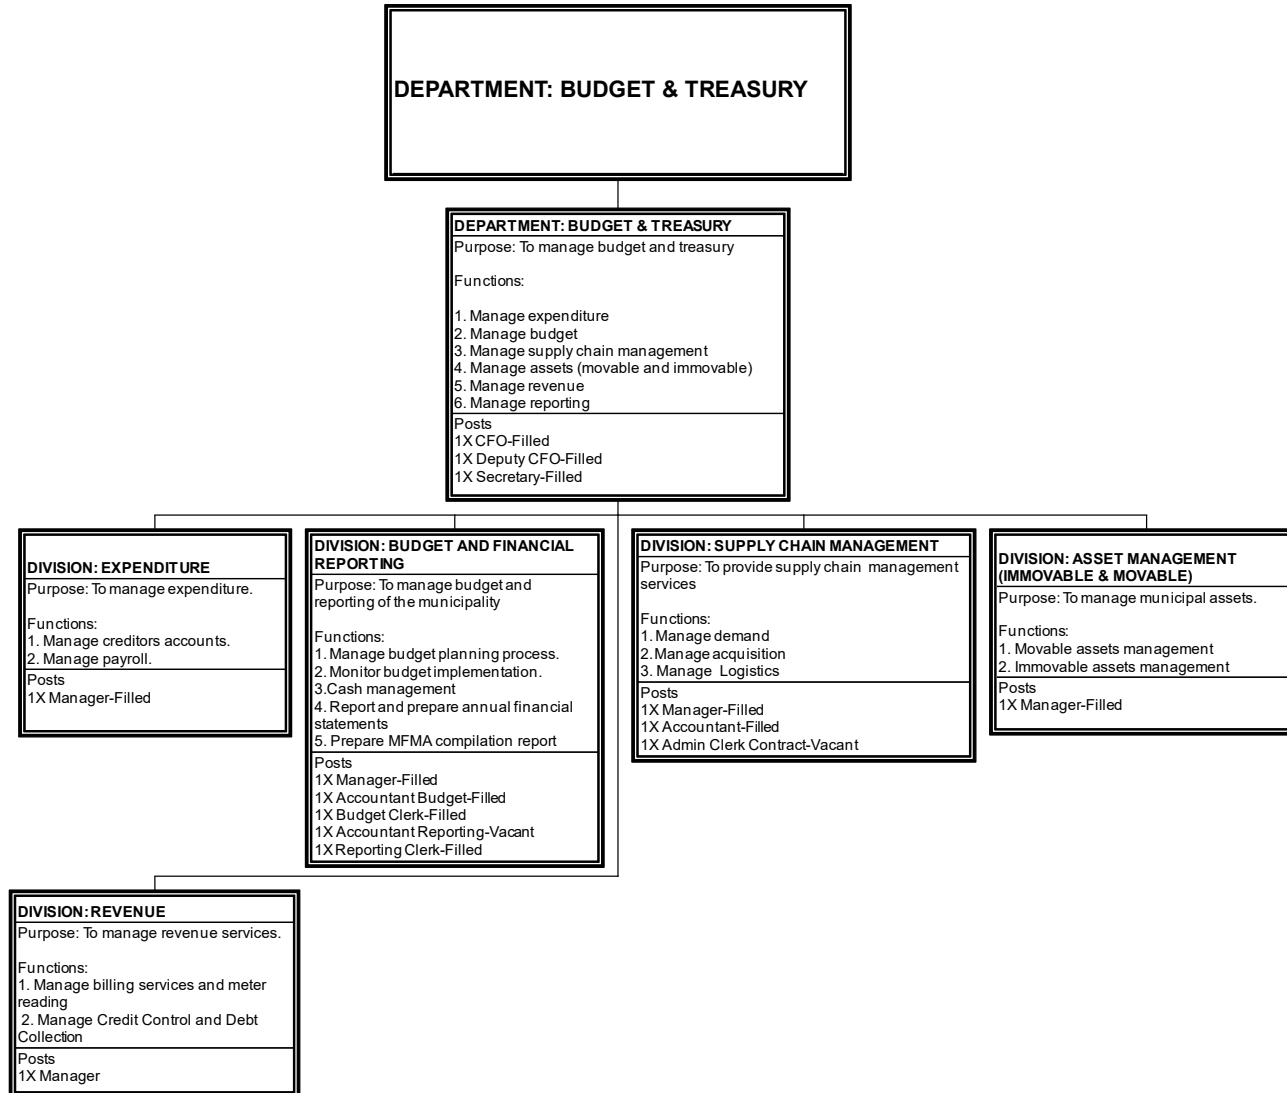 DEPARTMENT: BUDGET & TREASURY
DEPARTMENT: BUDGET & TREASURY
Purpose: To manage budget and treasury
Functions:
1. Manage expenditure
2. Manage budget
3. Manage supply chain management
4. Manage assets (movable and immovable)
5. Manage revenue
6. Manage reporting
Posts
1X CFO-Filled
1X Deputy CFO-Filled
1X Secretary-Filled
DIVISION: EXPENDITURE
Purpose: To manage expenditure.
Functions:
1. Manage creditors accounts.
2. Manage payroll.
Posts
1X Manager-Filled
DIVISION: BUDGET AND FINANCIAL
REPORTING
Purpose: To manage budget and
reporting of the municipality
Functions:
1. Manage budget planning process.
2. Monitor budget implementation.
3.Cash management
4. Report and prepare annual financial
statements
5. Prepare MFMA compilation report
Posts
1X Manager-Filled
1X Accountant Budget-Filled
1X Budget Clerk-Filled
1X Accountant Reporting-Vacant
1X Reporting Clerk-Filled
DIVISION: SUPPLY CHAIN MANAGEMENT
Purpose: To provide supply chain management
services
Functions:
1. Manage demand
2. Manage acquisition
3. Manage Logistics
Posts
1X Manager-Filled
1X Accountant-Filled
1X Admin Clerk Contract-Vacant
DIVISION: ASSET MANAGEMENT
(IMMOVABLE & MOVABLE)
Purpose: To manage municipal assets.
Functions:
1. Movable assets management
2. Immovable assets management
Posts
1X Manager-Filled
DIVISION: REVENUE
Purpose: To manage revenue services.
Functions:
1. Manage billing services and meter
reading
2. Manage Credit Control and Debt
Collection
Posts
1X Manager